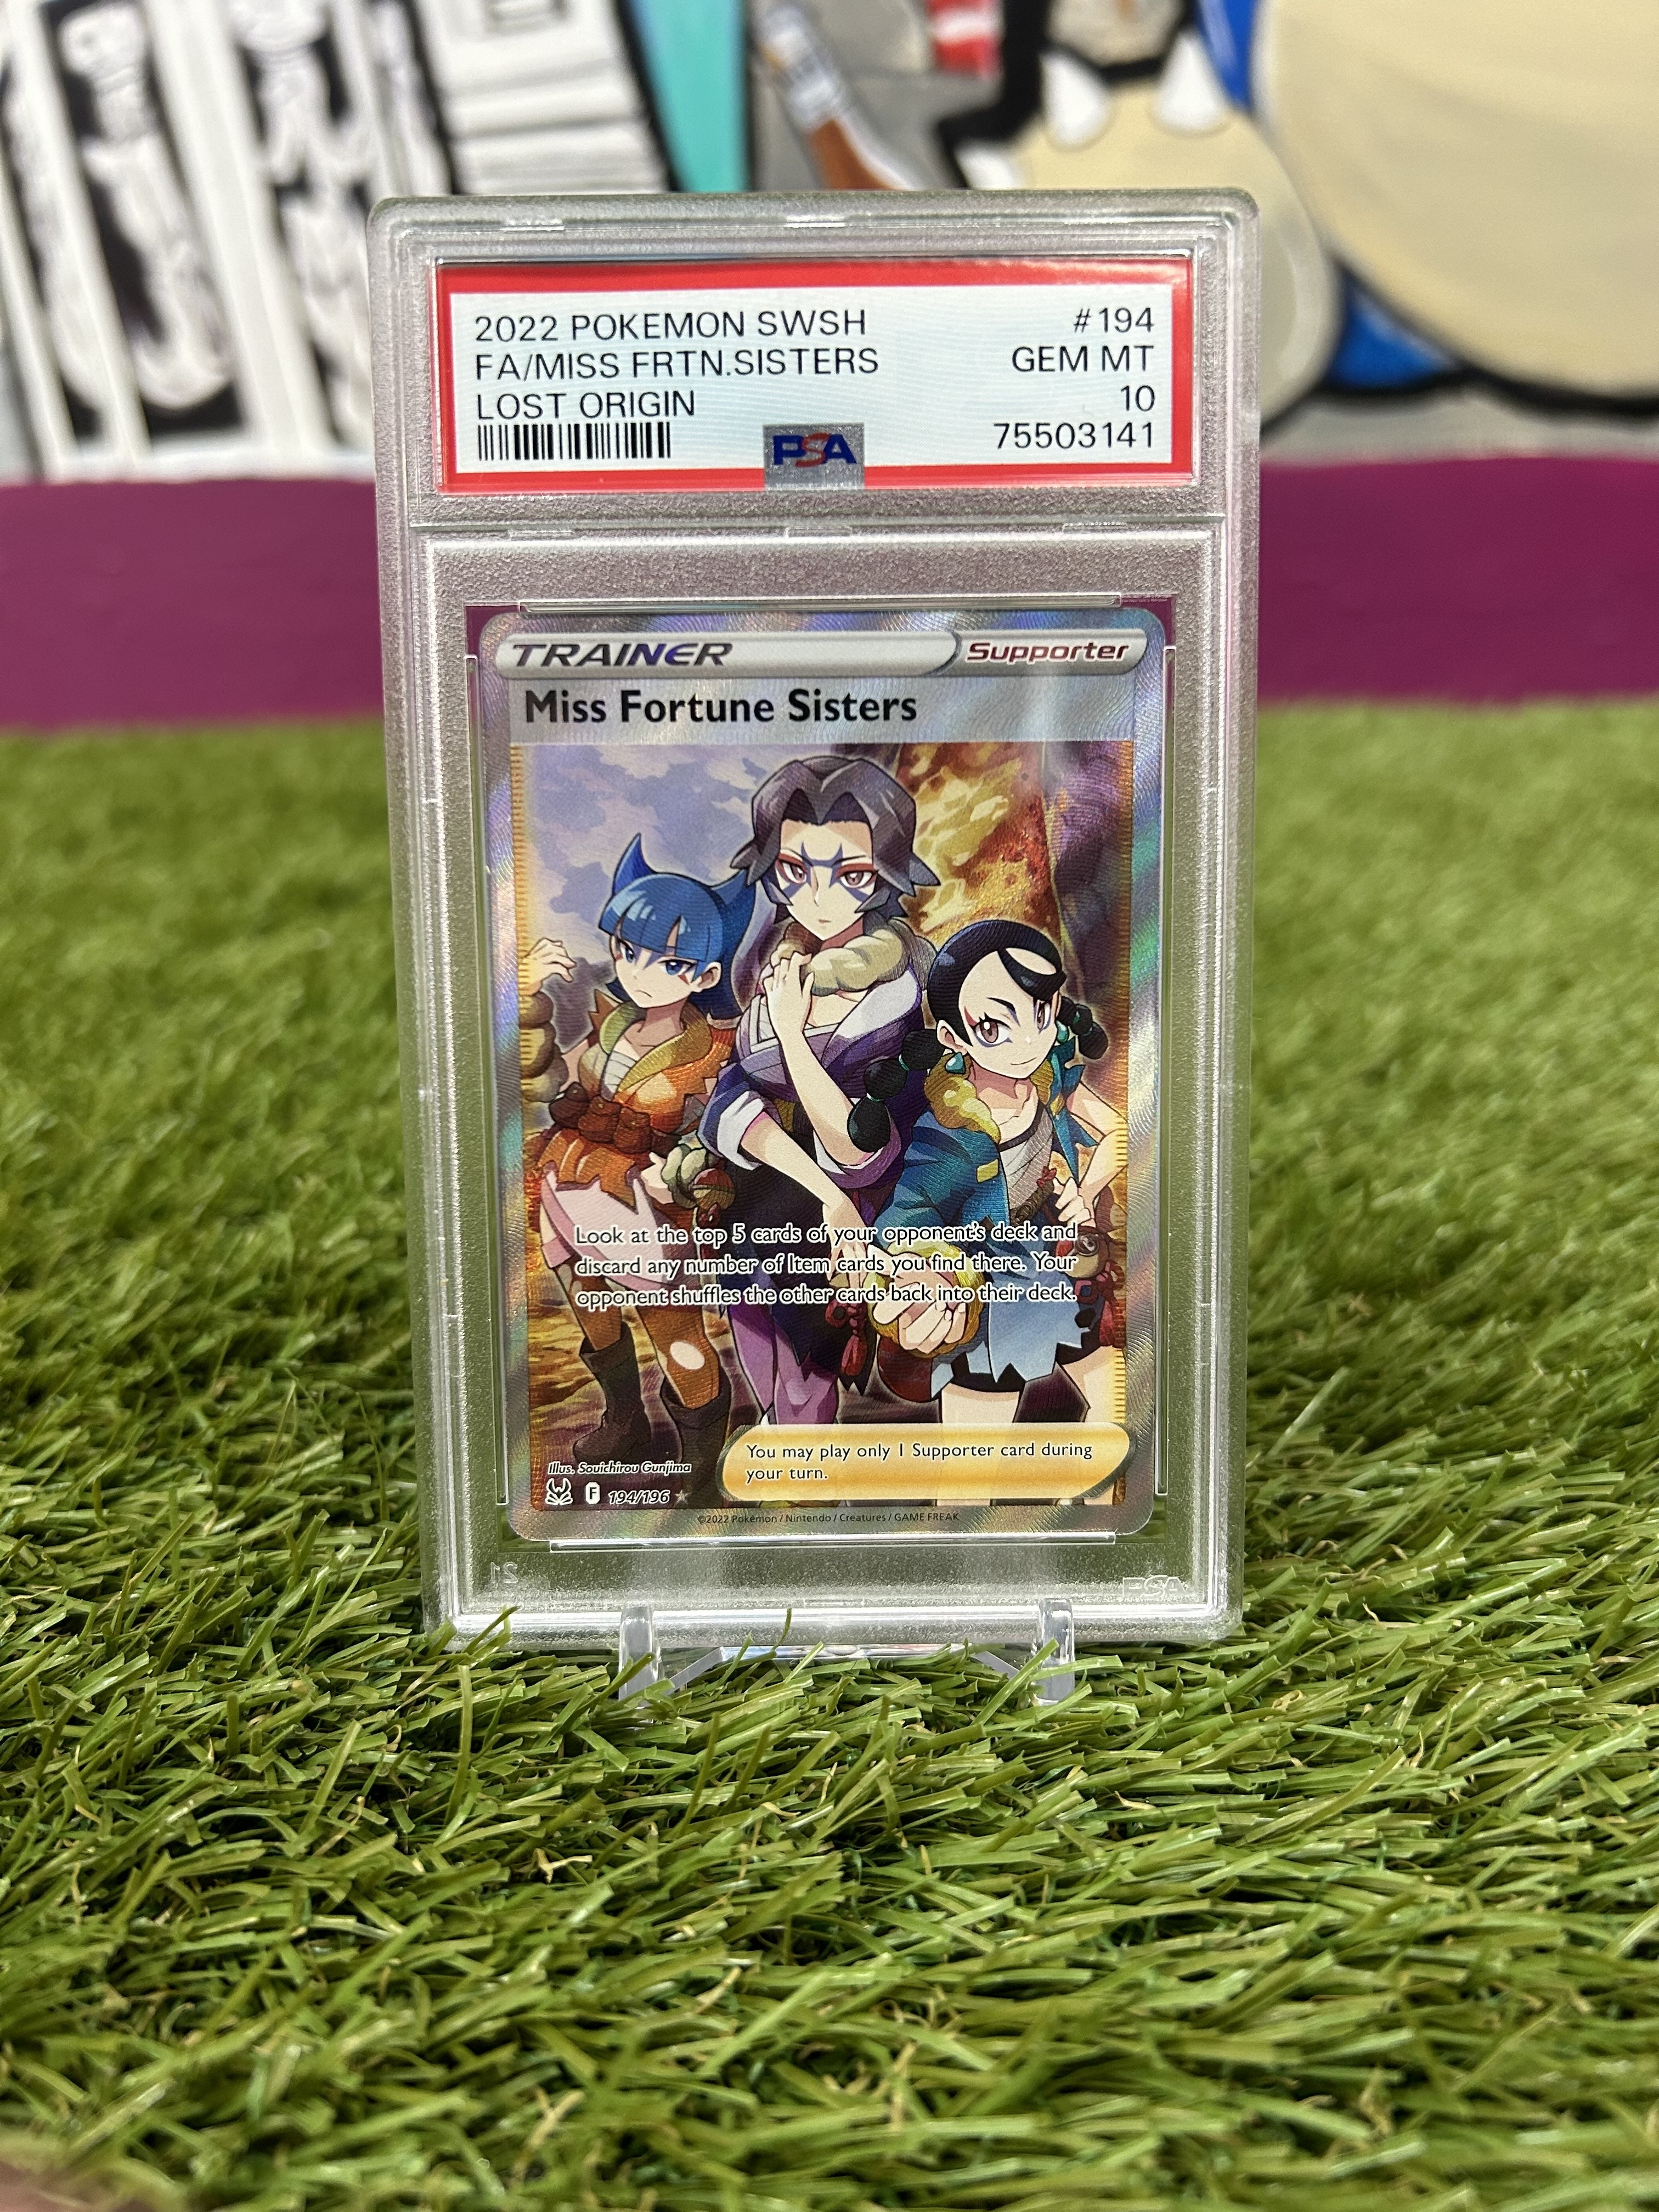 2022 POKEMON SWSH #194
FA/MISS FRTN.SISTERS GEM MT
LOST ORIGIN 10
PSA 75503141
TRAINER Supporter
Miss Fortune Sisters
Look at the top 5 cards of your opponent's deck and
discard any number of Item cards you find there. Your
opponent shuffles the other cards back into their deck.
You may play only 1 Supporter card during
your turn.
Illus. Souichirou Gunjima
F 194/196
©2022 Pokémon / Nintendo / Creatures / GAME FREAK
21 PSA